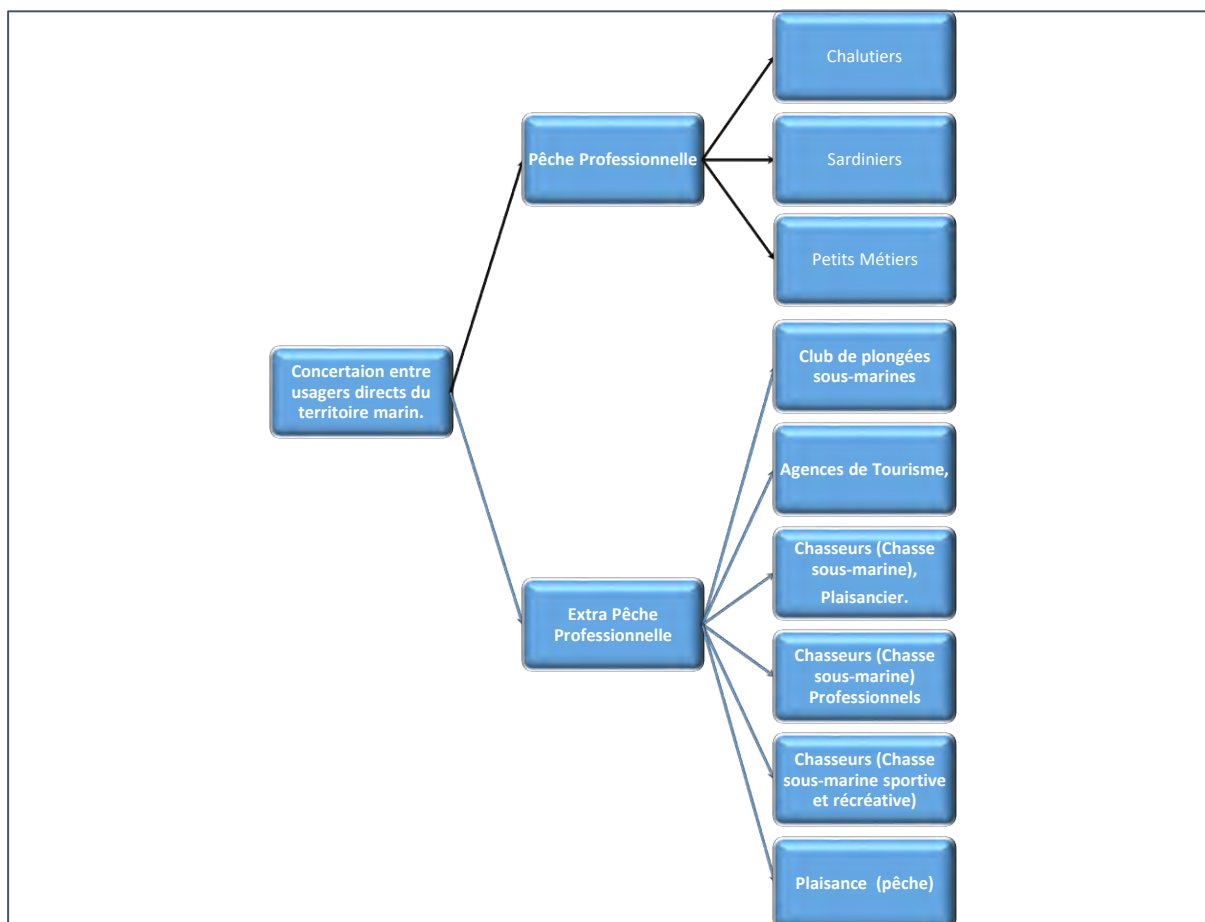 Chalutiers
Pêche Professionnelle
Sardiniers
Petits Métiers
Concertaion entre
usagers directs du
territoire marin.
Club de plongées
sous-marines
Agences de Tourisme,
Chasseurs (Chasse
sous-marine),
Plaisancier.
Extra Pêche
Professionnelle
Chasseurs (Chasse
sous-marine)
Professionnels
Chasseurs (Chasse
sous-marine sportive
et récréative)
Plaisance (pêche)